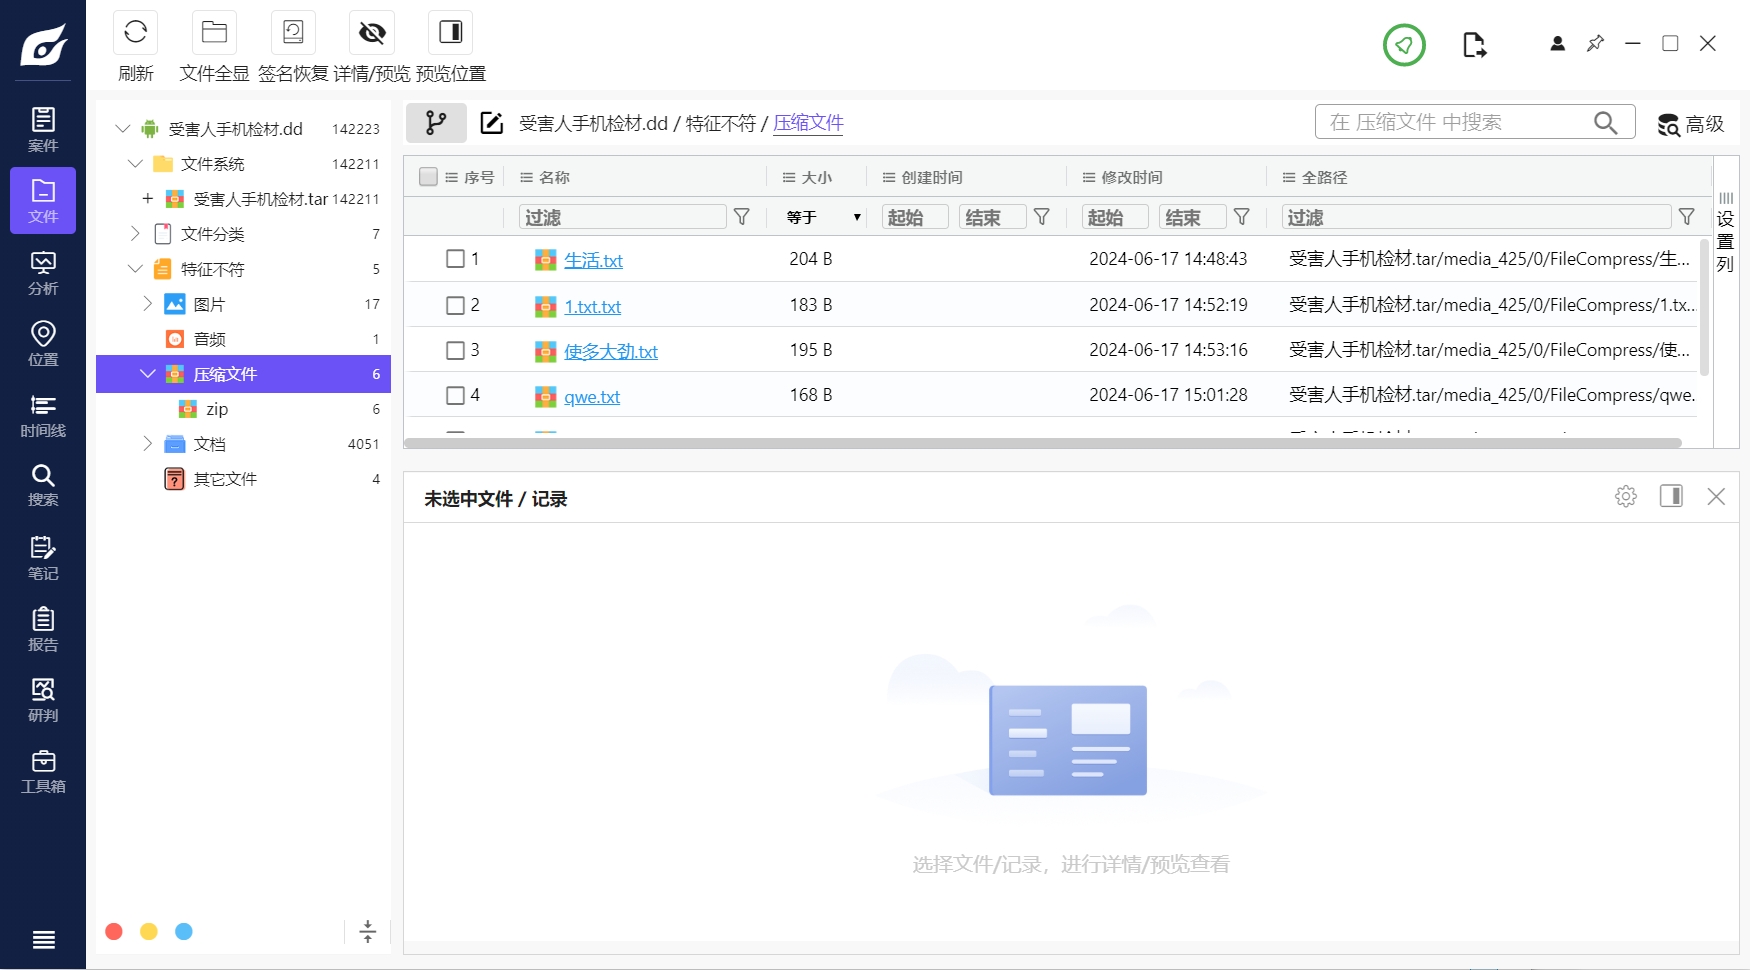 刷新 文件全显 签名恢复 详情/预览 预览位置
案件
文件
分析
位置
时间线
搜索
笔记
报告
研判
工具箱
受害人手机检材.dd 142223
文件系统 142211
受害人手机检材.tar 142211
文件分类 7
特征不符 5
图片 17
音频 1
压缩文件 6
zip 6
文档 4051
其它文件 4
受害人手机检材.dd / 特征不符 / 压缩文件
在 压缩文件 中搜索
高级
序号 名称 大小 创建时间 修改时间 全路径
过滤 等于 起始 结束 起始 结束 过滤
1 生活.txt 204 B 2024-06-17 14:48:43 受害人手机检材.tar/media_425/0/FileCompress/生...
2 1.txt.txt 183 B 2024-06-17 14:52:19 受害人手机检材.tar/media_425/0/FileCompress/1.tx...
3 使多大劲.txt 195 B 2024-06-17 14:53:16 受害人手机检材.tar/media_425/0/FileCompress/使...
4 qwe.txt 168 B 2024-06-17 15:01:28 受害人手机检材.tar/media_425/0/FileCompress/qwe.
设置列
未选中文件 / 记录
选择文件/记录，进行详情/预览查看